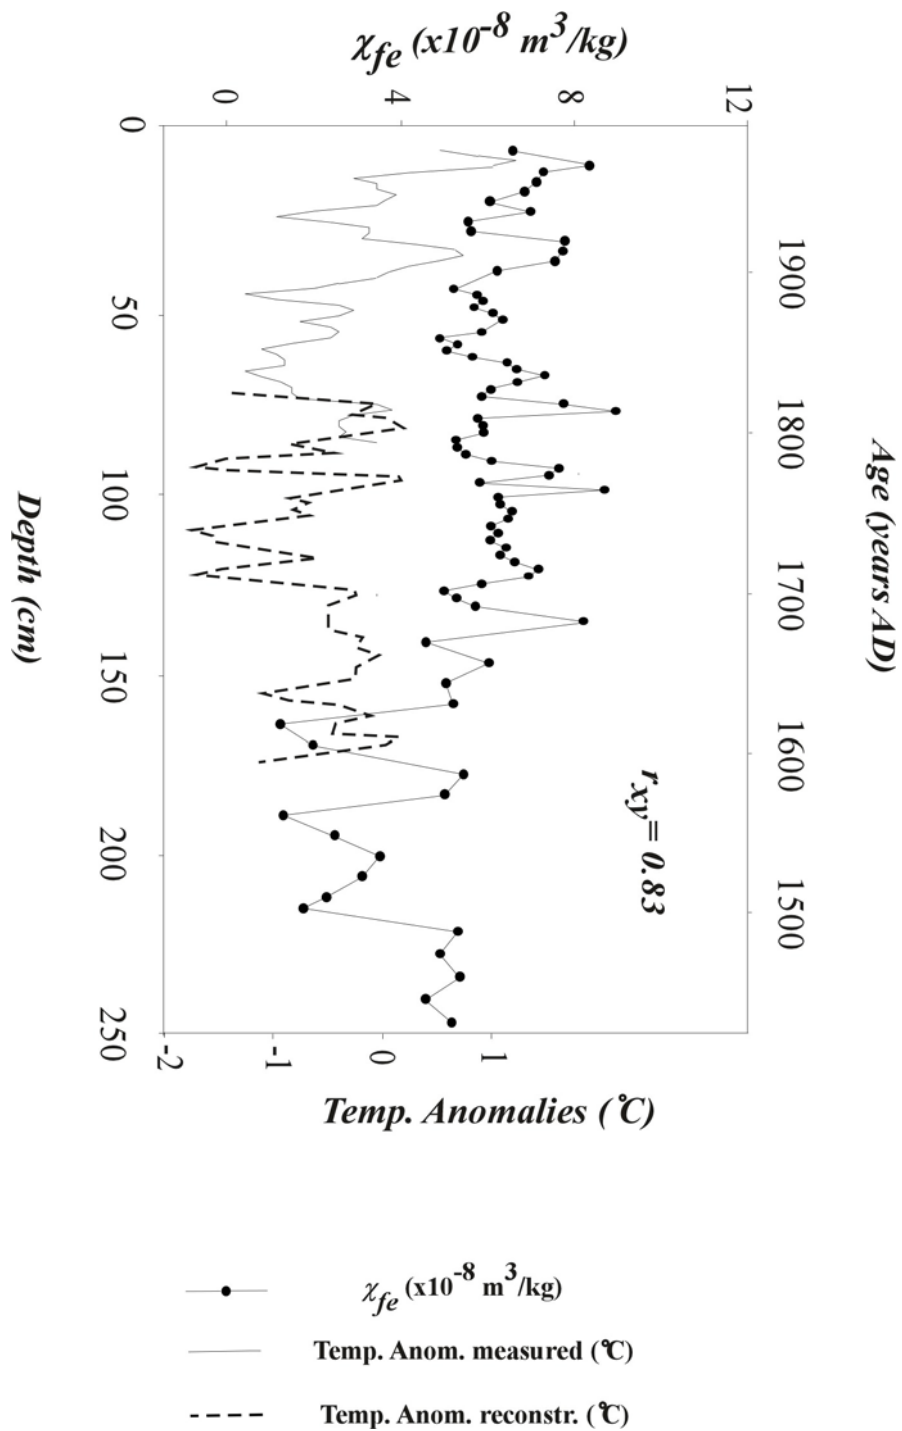 χfe (x10-8 m3/kg)
0
4
8
12
0
50
100
150
200
250
Depth (cm)
1900
1800
1700
1600
1500
Age (years AD)
rxy= 0.83
-2
-1
0
1
Temp. Anomalies (℃)
χfe (x10-8 m3/kg)
Temp. Anom. measured (℃)
Temp. Anom. reconstr. (℃)